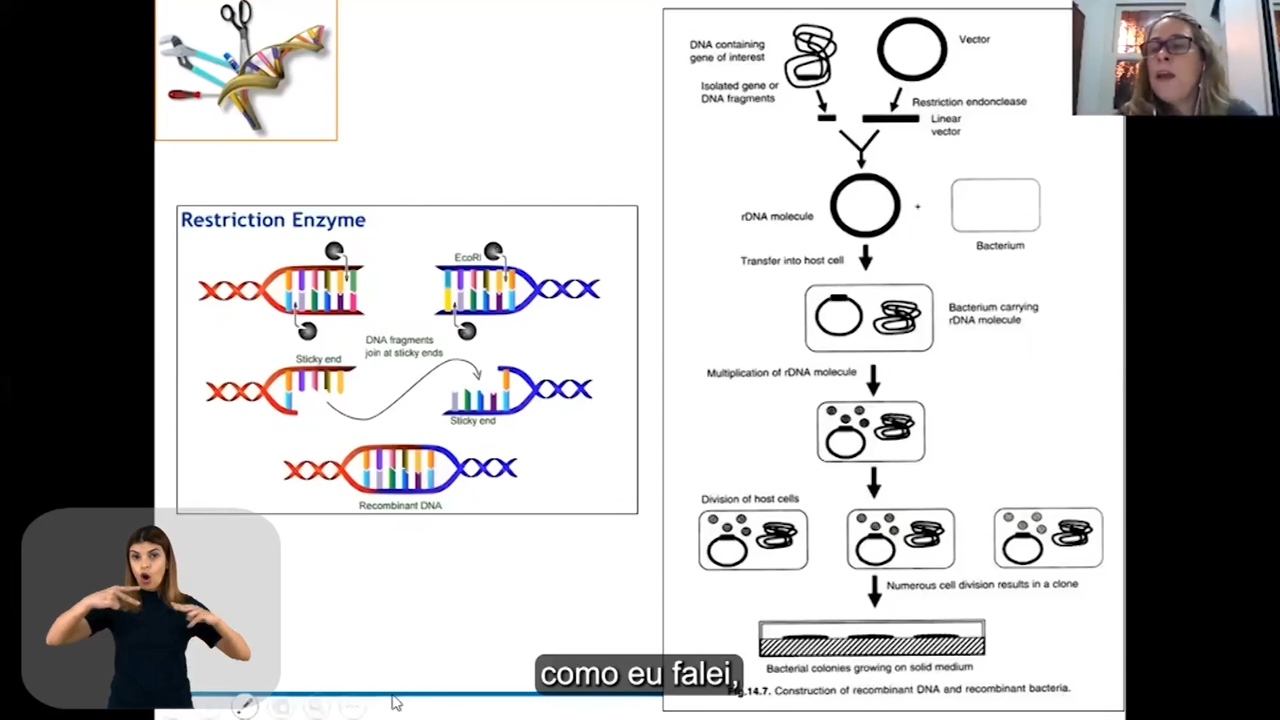 Restriction Enzyme
EcoRI
DNA fragments
join at sticky ends
Sticky end
Sticky end
Recombinant DNA
DNA containing
gene of interest
Vector
Isolated gene or
DNA fragments
Restriction endonclease
Linear
vector
rDNA molecule
+
Bacterium
Transfer into host cell
Bacterium carrying
rDNA molecule
Multiplication of rDNA molecule
Division of host cells
Numerous cell division results in a clone
Bacterial colonies growing on solid medium
Fig.14.7. Construction of recombinant DNA and recombinant bacteria.
como eu falei,